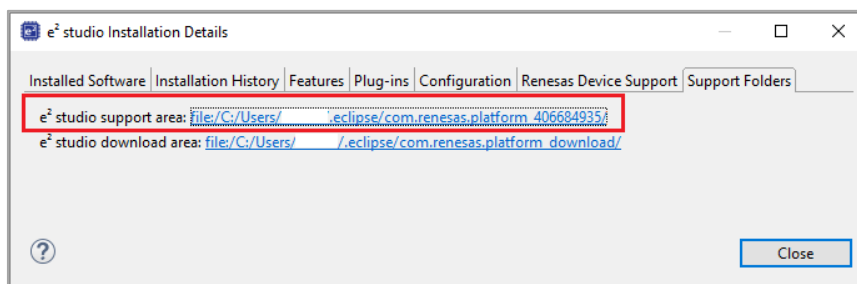 e² studio Installation Details
Installed Software Installation History Features Plug-ins Configuration Renesas Device Support Support Folders
e² studio support area: file:/C:/Users/ /.eclipse/com.renesas.platform_406684935/
e² studio download area: file:/C:/Users/ /.eclipse/com.renesas.platform_download/
?
Close